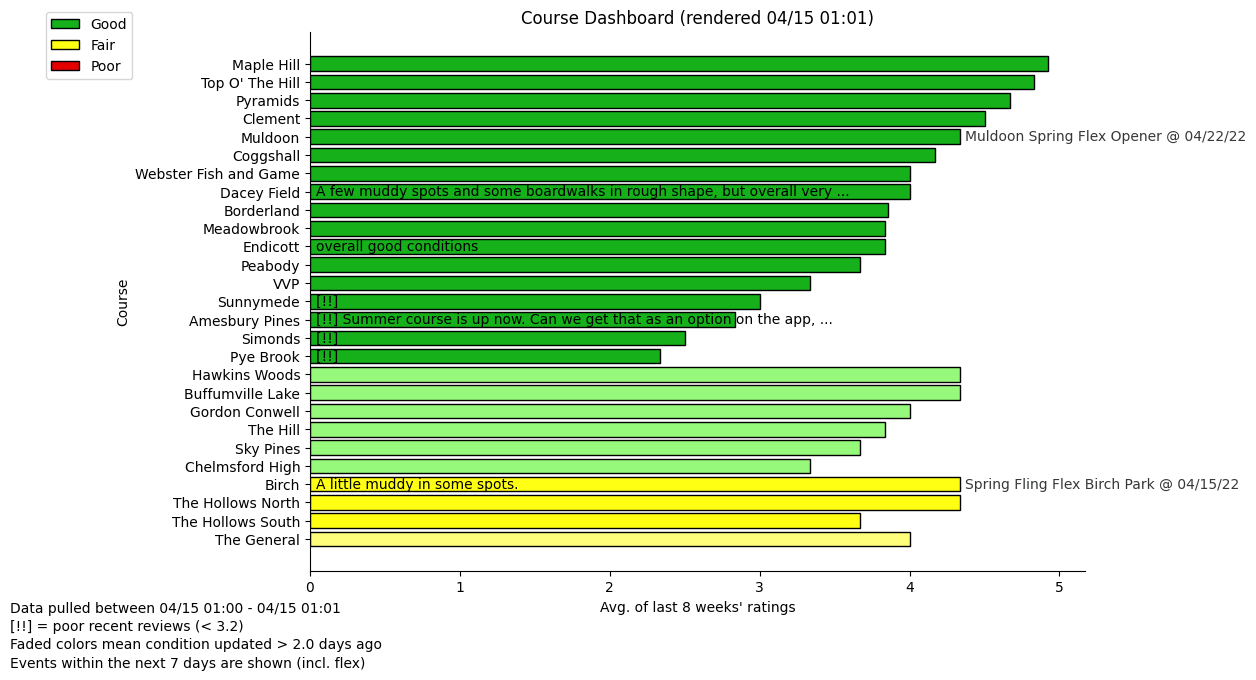 Course Dashboard (rendered 04/15 01:01)
Good
Fair
Poor
Course
Maple Hill
Top O' The Hill
Pyramids
Clement
Muldoon Muldoon Spring Flex Opener @ 04/22/22
Coggshall
Webster Fish and Game
Dacey Field A few muddy spots and some boardwalks in rough shape, but overall very ...
Borderland
Meadowbrook
Endicott overall good conditions
Peabody
VVP
Sunnymede [!!]
Amesbury Pines [!!] Summer course is up now. Can we get that as an option on the app, ...
Simonds [!!]
Pye Brook [!!]
Hawkins Woods
Buffumville Lake
Gordon Conwell
The Hill
Sky Pines
Chelmsford High
Birch A little muddy in some spots. Spring Fling Flex Birch Park @ 04/15/22
The Hollows North
The Hollows South
The General
0 1 2 3 4 5
Avg. of last 8 weeks' ratings
Data pulled between 04/15 01:00 - 04/15 01:01
[!!] = poor recent reviews (< 3.2)
Faded colors mean condition updated > 2.0 days ago
Events within the next 7 days are shown (incl. flex)